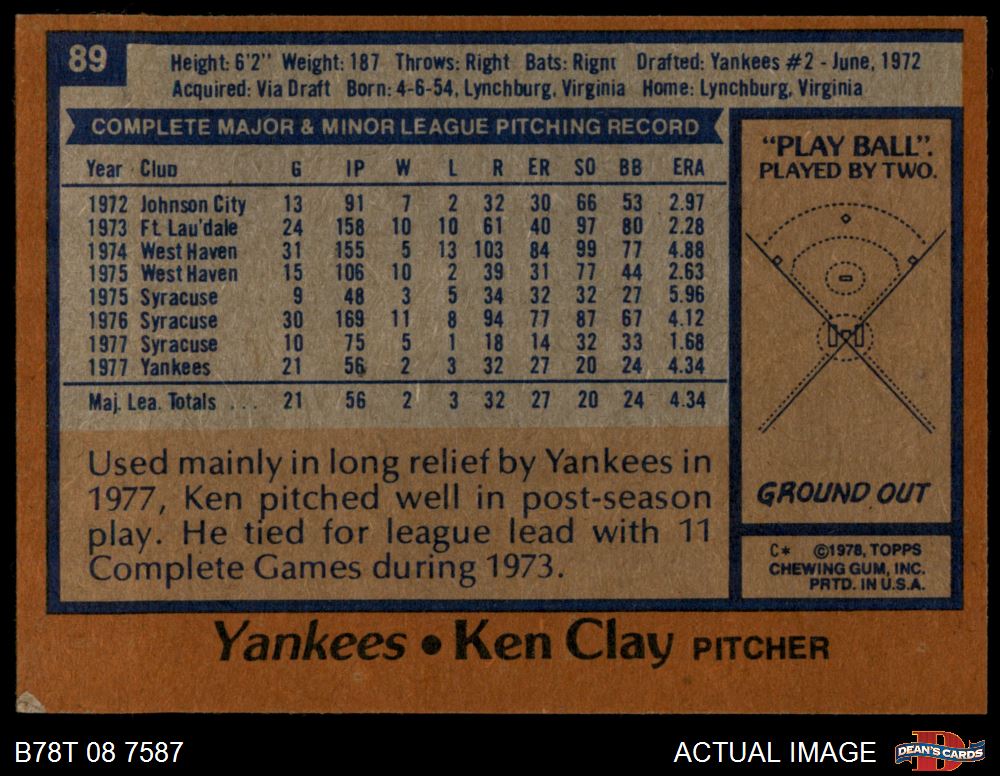 89
Height: 6'2" Weight: 187 Throws: Right Bats: Right Drafted: Yankees #2 - June, 1972
Acquired: Via Draft Born: 4-6-54, Lynchburg, Virginia Home: Lynchburg, Virginia
COMPLETE MAJOR & MINOR LEAGUE PITCHING RECORD
Year Club G IP W L R ER SO BB ERA
1972 Johnson City 13 91 7 2 32 30 66 53 2.97
1973 Ft. Lau'dale 24 158 10 10 61 40 97 80 2.28
1974 West Haven 31 155 5 13 103 84 99 77 4.88
1975 West Haven 15 106 10 2 39 31 77 44 2.63
1975 Syracuse 9 48 3 5 34 32 32 27 5.96
1976 Syracuse 30 169 11 8 94 77 87 67 4.12
1977 Syracuse 10 75 5 1 18 14 32 33 1.68
1977 Yankees 21 56 2 3 32 27 20 24 4.34
Maj. Lea. Totals ... 21 56 2 3 32 27 20 24 4.34
Used mainly in long relief by Yankees in
1977, Ken pitched well in post-season
play. He tied for league lead with 11
Complete Games during 1973.
"PLAY BALL".
PLAYED BY TWO.
GROUND OUT
C* ©1978, TOPPS
CHEWING GUM, INC.
PRTD. IN U.S.A.
Yankees • Ken Clay PITCHER
B78T 08 7587
ACTUAL IMAGE
D
DEAN'S CARDS